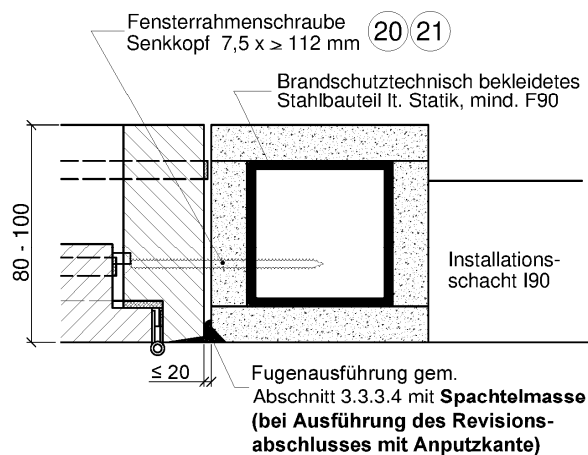 Fensterrahmenschraube
Senkkopf 7,5 x ≥ 112 mm
20 21
Brandschutztechnisch bekleidetes
Stahlbauteil lt. Statik, mind. F90
80 - 100
Installations-
schacht I90
≤ 20
Fugenausführung gem.
Abschnitt 3.3.3.4 mit Spachtelmasse
(bei Ausführung des Revisions-
abschlusses mit Anputzkante)